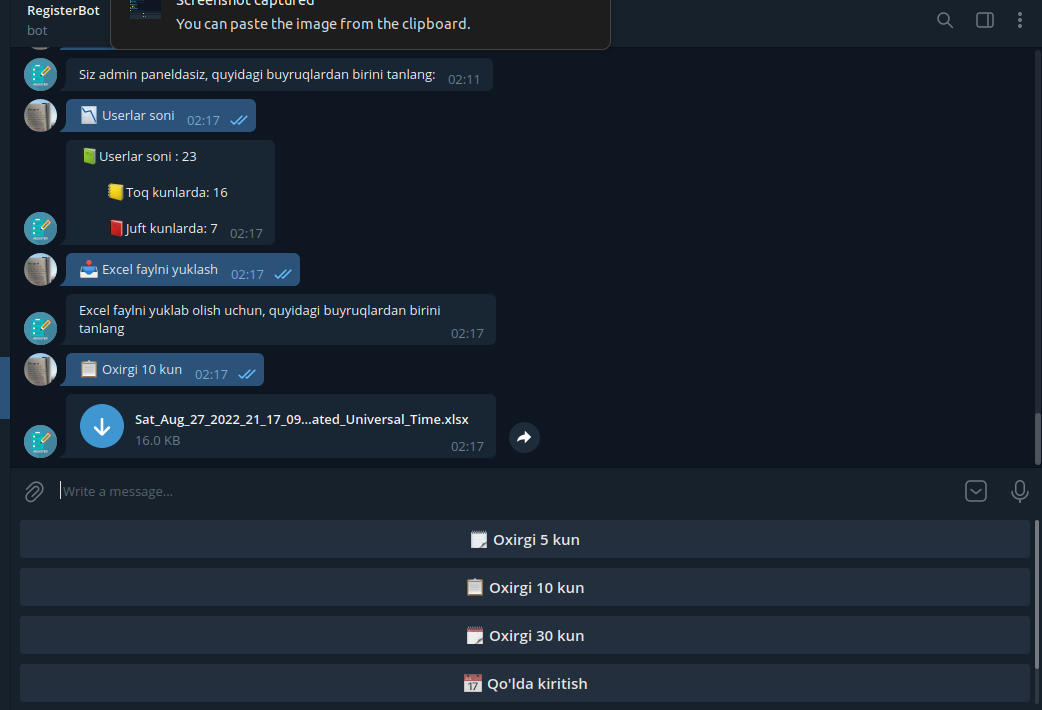 RegisterBot
bot
Screenshot captured
You can paste the image from the clipboard.
Siz admin paneldasiz, quyidagi buyruqlardan birini tanlang: 02:11
Userlar soni 02:17
Userlar soni : 23
Toq kunlarda: 16
Juft kunlarda: 7 02:17
Excel faylni yuklash 02:17
Excel faylni yuklab olish uchun, quyidagi buyruqlardan birini
tanlang 02:17
Oxirgi 10 kun 02:17
Sat_Aug_27_2022_21_17_09...ated_Universal_Time.xlsx
16.0 KB 02:17
Write a message...
Oxirgi 5 kun
Oxirgi 10 kun
Oxirgi 30 kun
17 Qo'lda kiritish